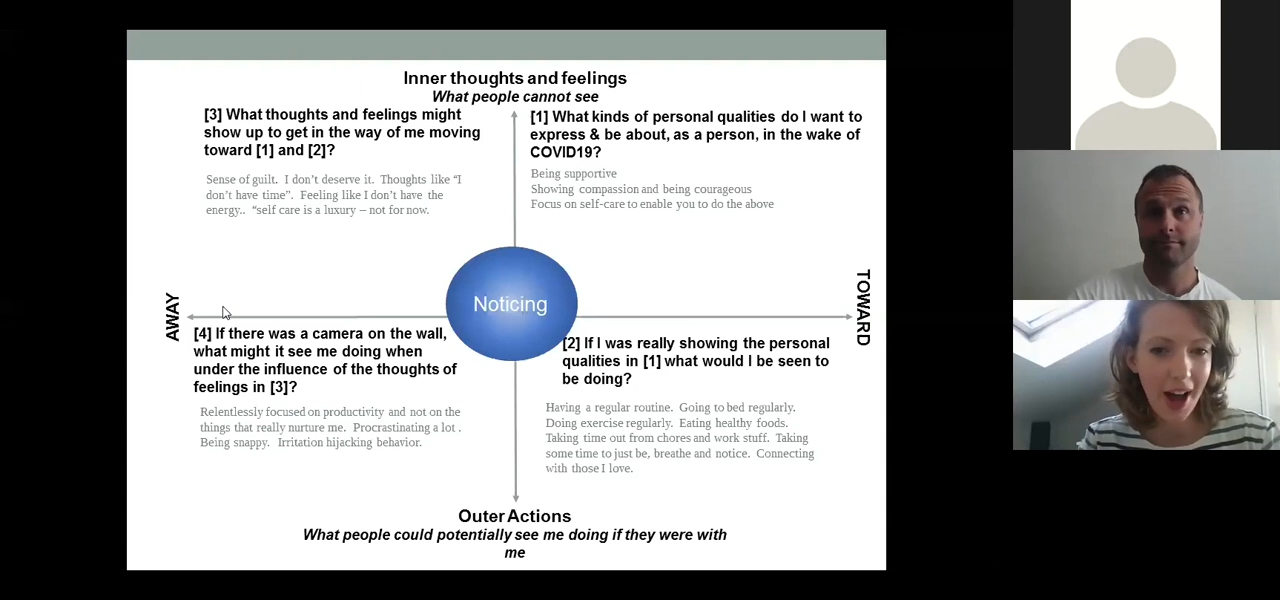 Inner thoughts and feelings
What people cannot see
[3] What thoughts and feelings might
show up to get in the way of me moving
toward [1] and [2]?
Sense of guilt. I don't deserve it. Thoughts like “I
don't have time”. Feeling like I don't have the
energy.. “self care is a luxury – not for now.
[1] What kinds of personal qualities do I want to
express & be about, as a person, in the wake of
COVID19?
Being supportive
Showing compassion and being courageous
Focus on self-care to enable you to do the above
AWAY
Noticing
TOWARD
[4] If there was a camera on the wall,
what might it see me doing when
under the influence of the thoughts of
feelings in [3]?
Relentlessly focused on productivity and not on the
things that really nurture me. Procrastinating a lot .
Being snappy. Irritation hijacking behavior.
[2] If I was really showing the personal
qualities in [1] what would I be seen to
be doing?
Having a regular routine. Going to bed regularly.
Doing exercise regularly. Eating healthy foods.
Taking time out from chores and work stuff. Taking
some time to just be, breathe and notice. Connecting
with those I love.
Outer Actions
What people could potentially see me doing if they were with
me